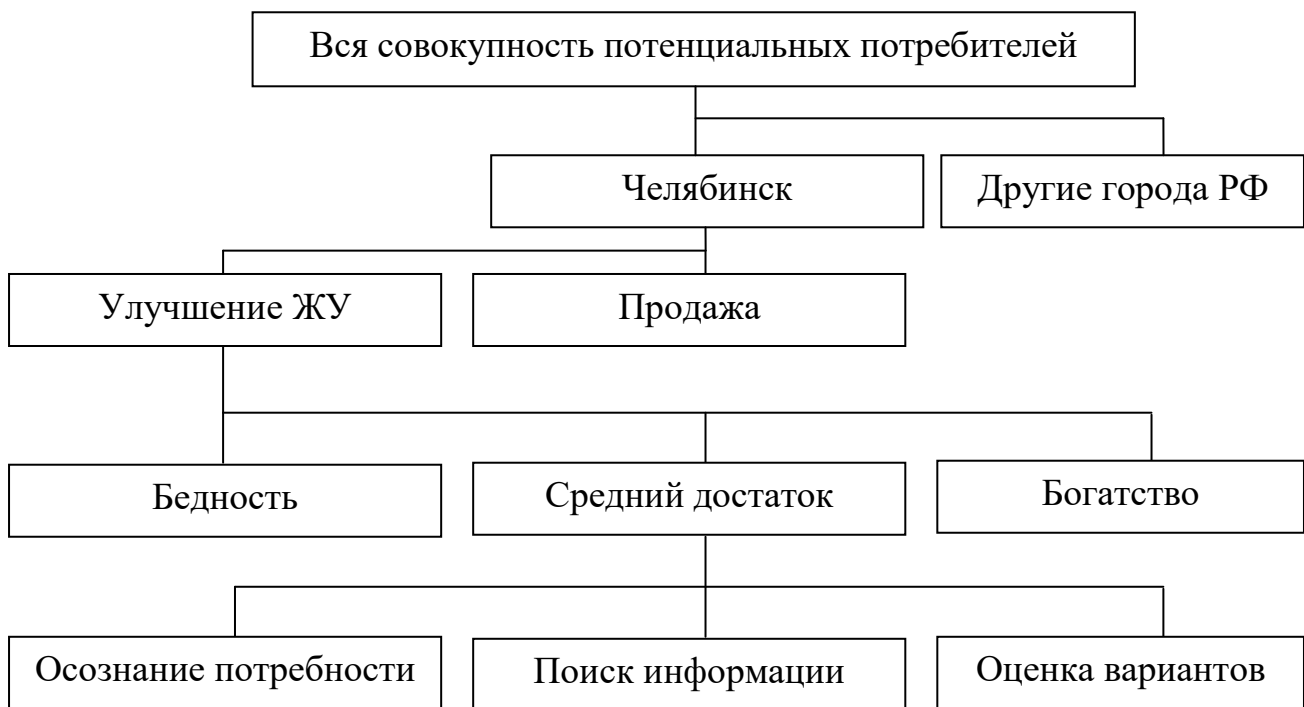 Вся совокупность потенциальных потребителей
Челябинск
Другие города РФ
Улучшение ЖУ
Продажа
Бедность
Средний достаток
Богатство
Осознание потребности
Поиск информации
Оценка вариантов